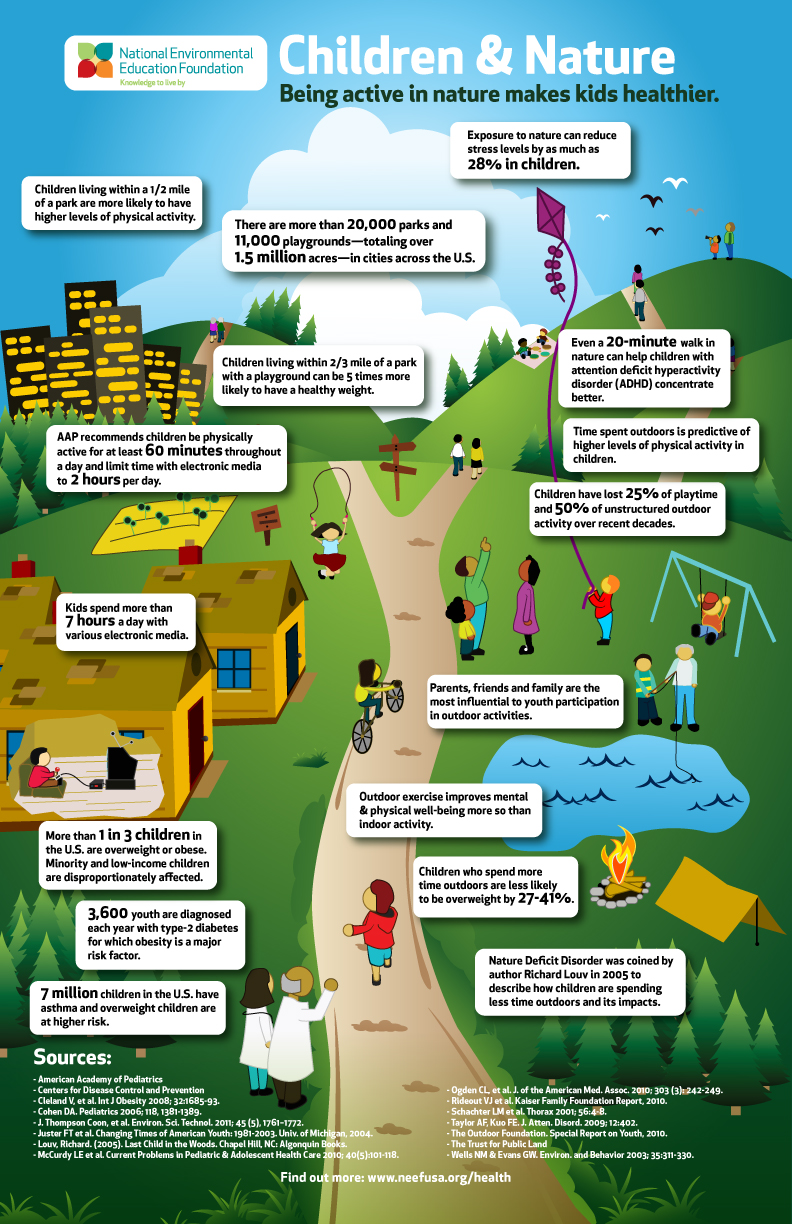 National Environmental
Education Foundation
Knowledge to live by
Children & Nature
Being active in nature makes kids healthier.
Exposure to nature can reduce
stress levels by as much as
28% in children.
Children living within a 1/2 mile
of a park are more likely to have
higher levels of physical activity.
There are more than 20,000 parks and
11,000 playgrounds—totaling over
1.5 million acres—in cities across the U.S.
Even a 20-minute walk in
nature can help children with
attention deficit hyperactivity
disorder (ADHD) concentrate
better.
Children living within 2/3 mile of a park
with a playground can be 5 times more
likely to have a healthy weight.
Time spent outdoors is predictive of
higher levels of physical activity in
children.
AAP recommends children be physically
active for at least 60 minutes throughout
a day and limit time with electronic media
to 2 hours per day.
Children have lost 25% of playtime
and 50% of unstructured outdoor
activity over recent decades.
Kids spend more than
7 hours a day with
various electronic media.
Parents, friends and family are the
most influential to youth participation
in outdoor activities.
Outdoor exercise improves mental
& physical well-being more so than
indoor activity.
More than 1 in 3 children in
the U.S. are overweight or obese.
Minority and low-income children
are disproportionately affected.
Children who spend more
time outdoors are less likely
to be overweight by 27-41%.
3,600 youth are diagnosed
each year with type-2 diabetes
for which obesity is a major
risk factor.
Nature Deficit Disorder was coined by
author Richard Louv in 2005 to
describe how children are spending
less time outdoors and its impacts.
7 million children in the U.S. have
asthma and overweight children are
at higher risk.
Sources:
- American Academy of Pediatrics
- Centers for Disease Control and Prevention
- Cleland V, et al. Int J Obesity 2008; 32:1685-93.
- Cohen DA. Pediatrics 2006; 118, 1381-1389.
- J. Thompson Coon, et al. Environ. Sci. Technol. 2011; 45 (5), 1761–1772.
- Juster FT et al. Changing Times of American Youth: 1981-2003. Univ. of Michigan, 2004.
- Louv, Richard. (2005). Last Child in the Woods. Chapel Hill, NC: Algonquin Books.
- McCurdy LE et al. Current Problems in Pediatric & Adolescent Health Care 2010; 40(5):101-118.
- Ogden CL, et al. J. of the American Med. Assoc. 2010; 303 (3): 242-249.
- Rideout VJ et al. Kaiser Family Foundation Report, 2010.
- Schachter LM et al. Thorax 2001; 56:4-8.
- Taylor AF, Kuo FE. J. Atten. Disord. 2009; 12:402.
- The Outdoor Foundation. Special Report on Youth, 2010.
- The Trust for Public Land
- Wells NM & Evans GW. Environ. and Behavior 2003; 35:311-330.
Find out more: www.neefusa.org/health